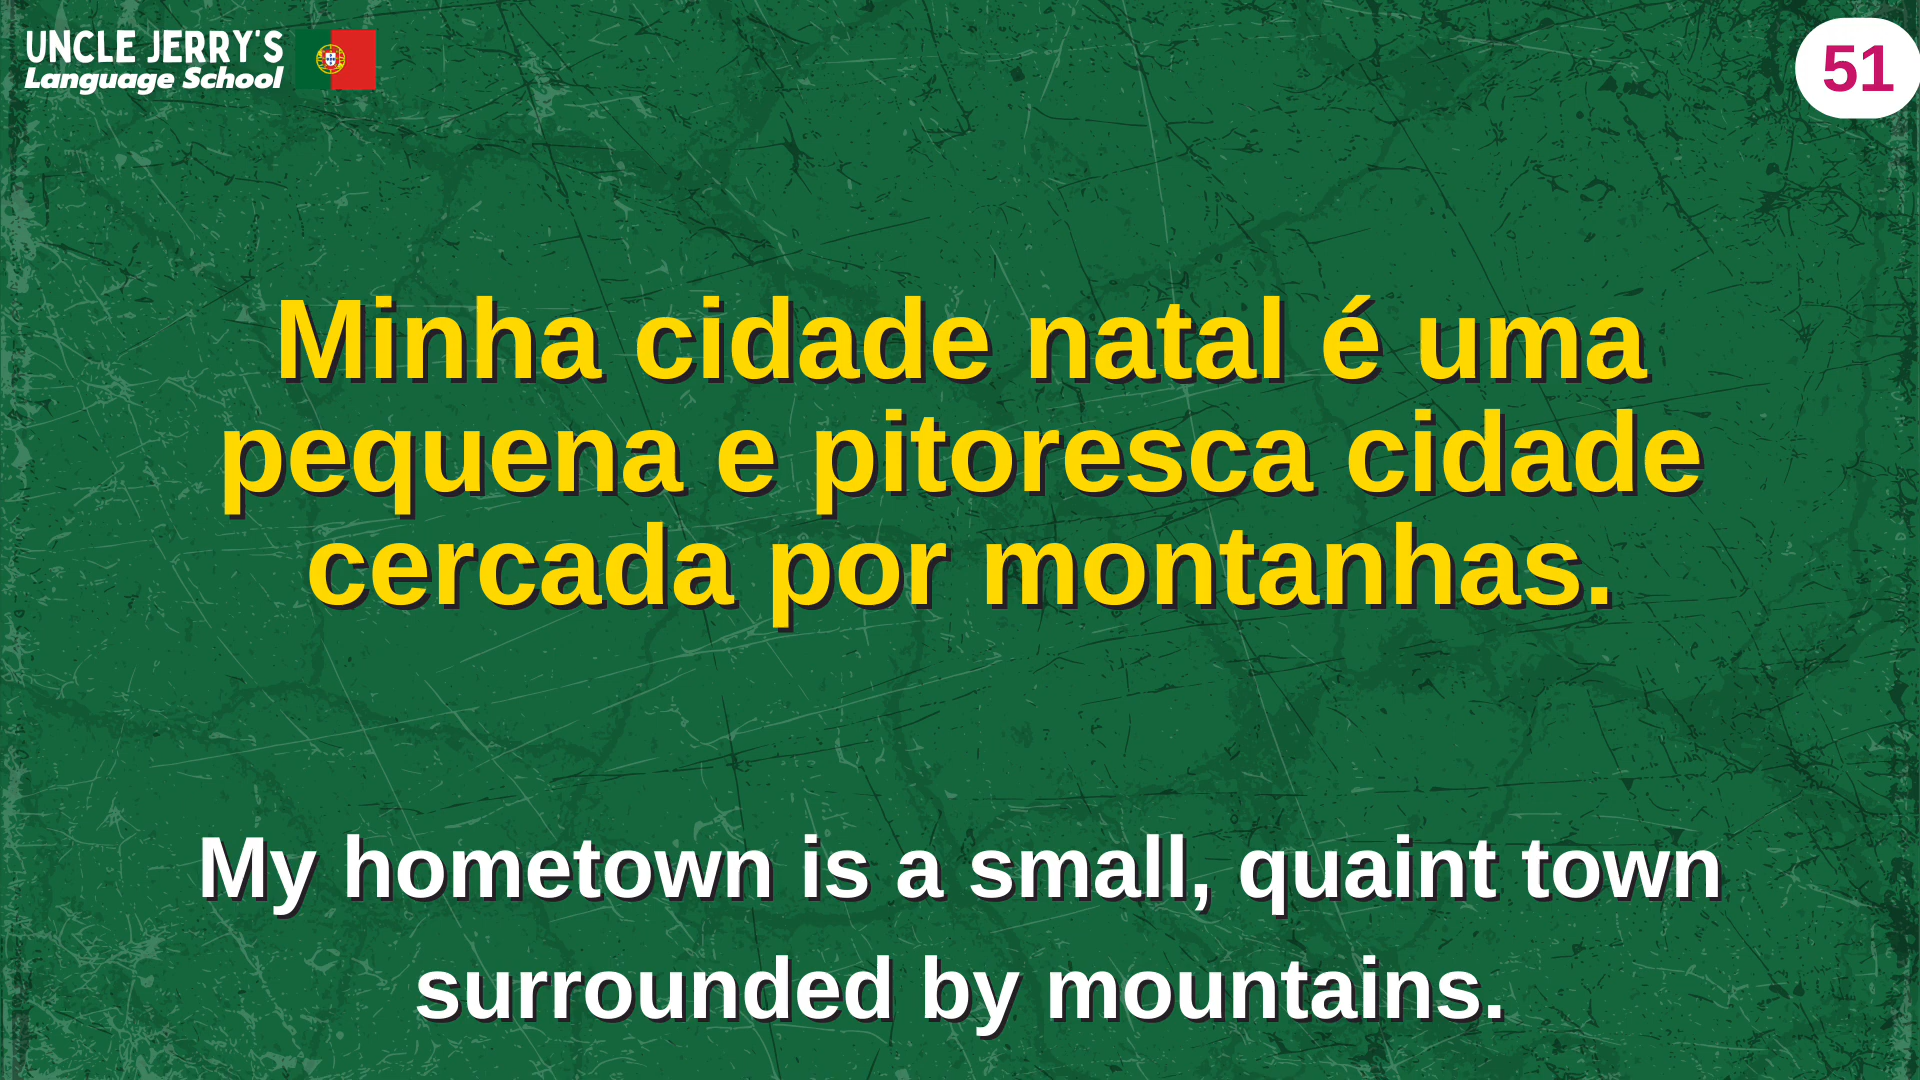 UNCLE JERRY'S
Language School
51
Minha cidade natal é uma
pequena e pitoresca cidade
cercada por montanhas.
My hometown is a small, quaint town
surrounded by mountains.